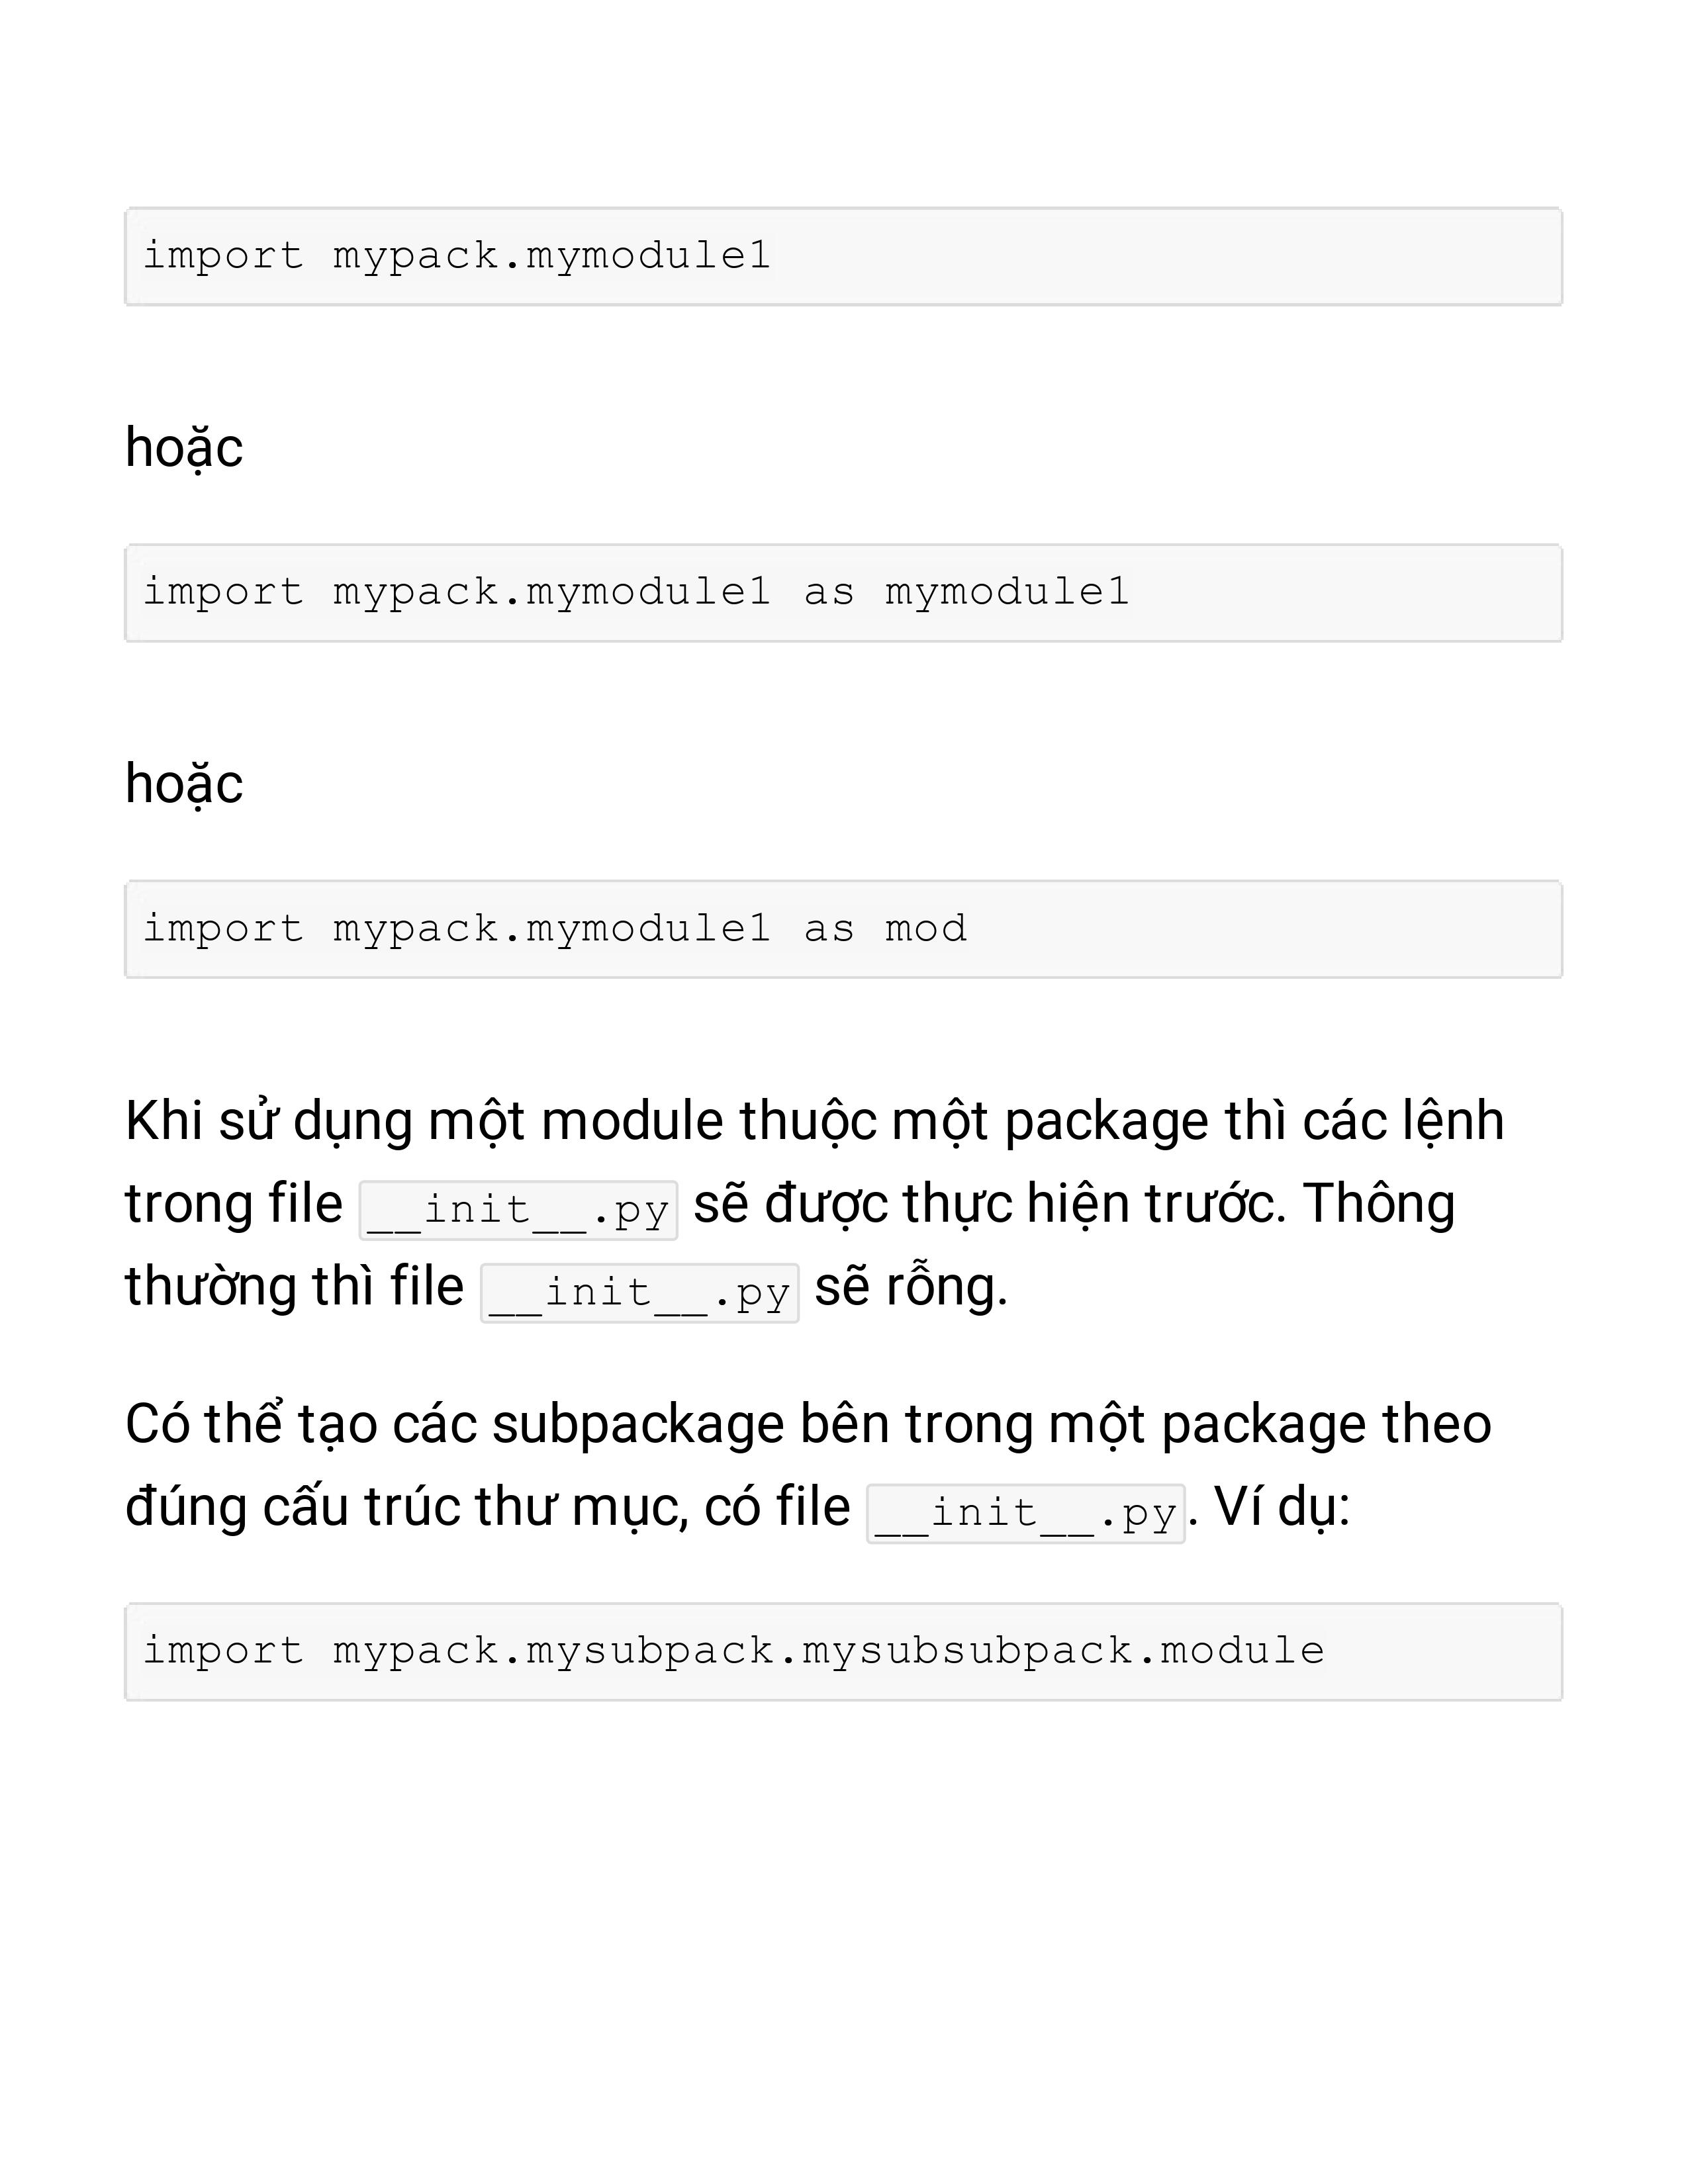 import mypack.mymodule1
hoặc
import mypack.mymodule1 as mymodule1
hoặc
import mypack.mymodule1 as mod
Khi sử dụng một module thuộc một package thì các lệnh
trong file __init__.py sẽ được thực hiện trước. Thông
thường thì file __init__.py sẽ rỗng.
Có thể tạo các subpackage bên trong một package theo
đúng cấu trúc thư mục, có file __init__.py. Ví dụ:
import mypack.mysubpack.mysubsubpack.module